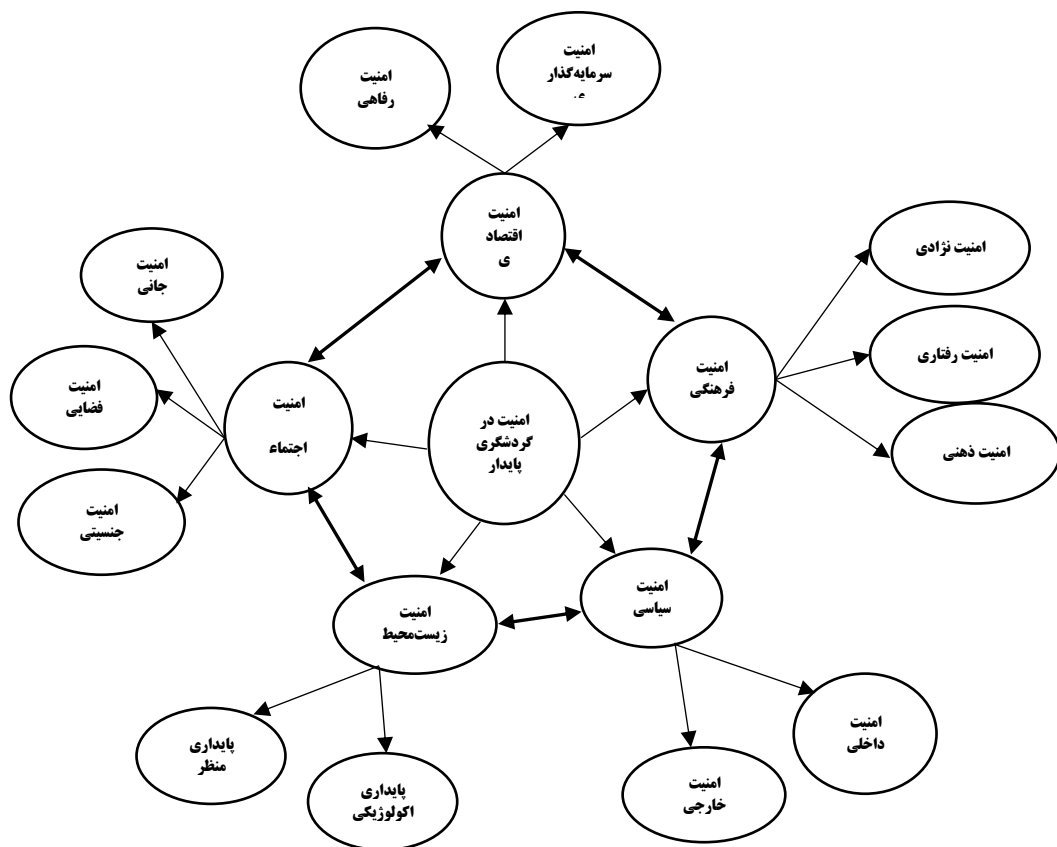 امنیت
سرمایه‌گذار
امنیت
رفاهی
امنیت
اقتصاد
ی
امنیت نژادی
امنیت
جانی
امنیت رفتاری
امنیت
فرهنگی
امنیت
فضایی
امنیت
اجتماء
امنیت در
گردشگری
پایدار
امنیت ذهنی
امنیت
جنسیتی
امنیت
سیاسی
امنیت
زیست‌محیط
امنیت
داخلی
پایداری
منظر
امنیت
خارجی
پایداری
اکولوژیکی